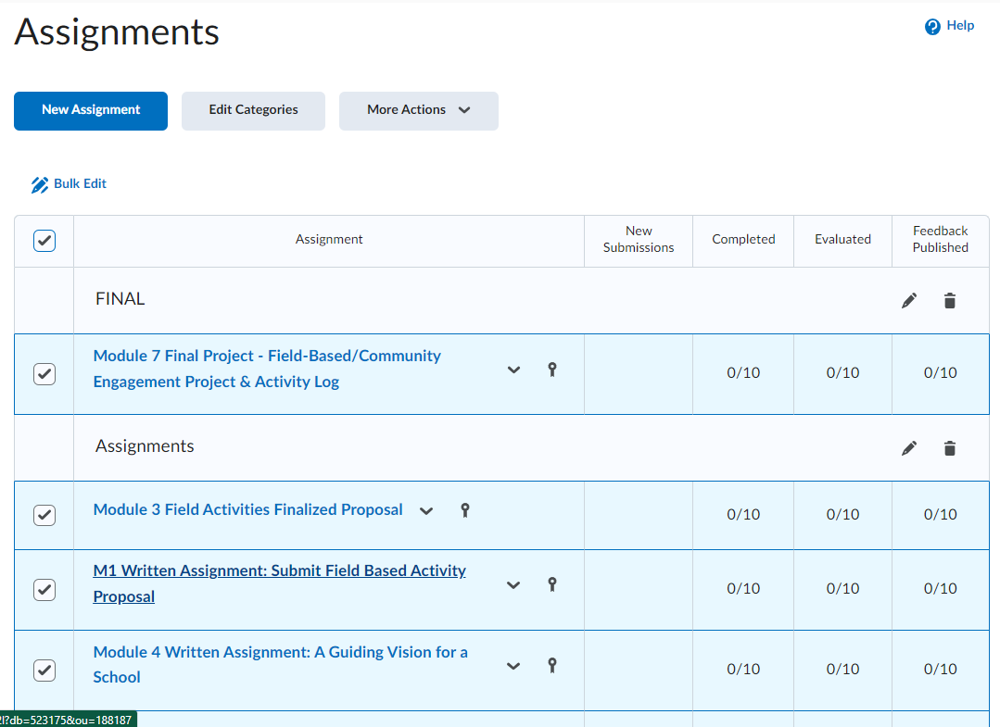 Assignments
Help
New Assignment
Edit Categories
More Actions
Bulk Edit
Assignment
New
Submissions
Completed
Evaluated
Feedback
Published
FINAL
Module 7 Final Project - Field-Based/Community
Engagement Project & Activity Log
0/10
0/10
0/10
Assignments
Module 3 Field Activities Finalized Proposal
0/10
0/10
0/10
M1 Written Assignment: Submit Field Based Activity
Proposal
0/10
0/10
0/10
Module 4 Written Assignment: A Guiding Vision for a
School
0/10
0/10
0/10
?db=523175&ou=188187